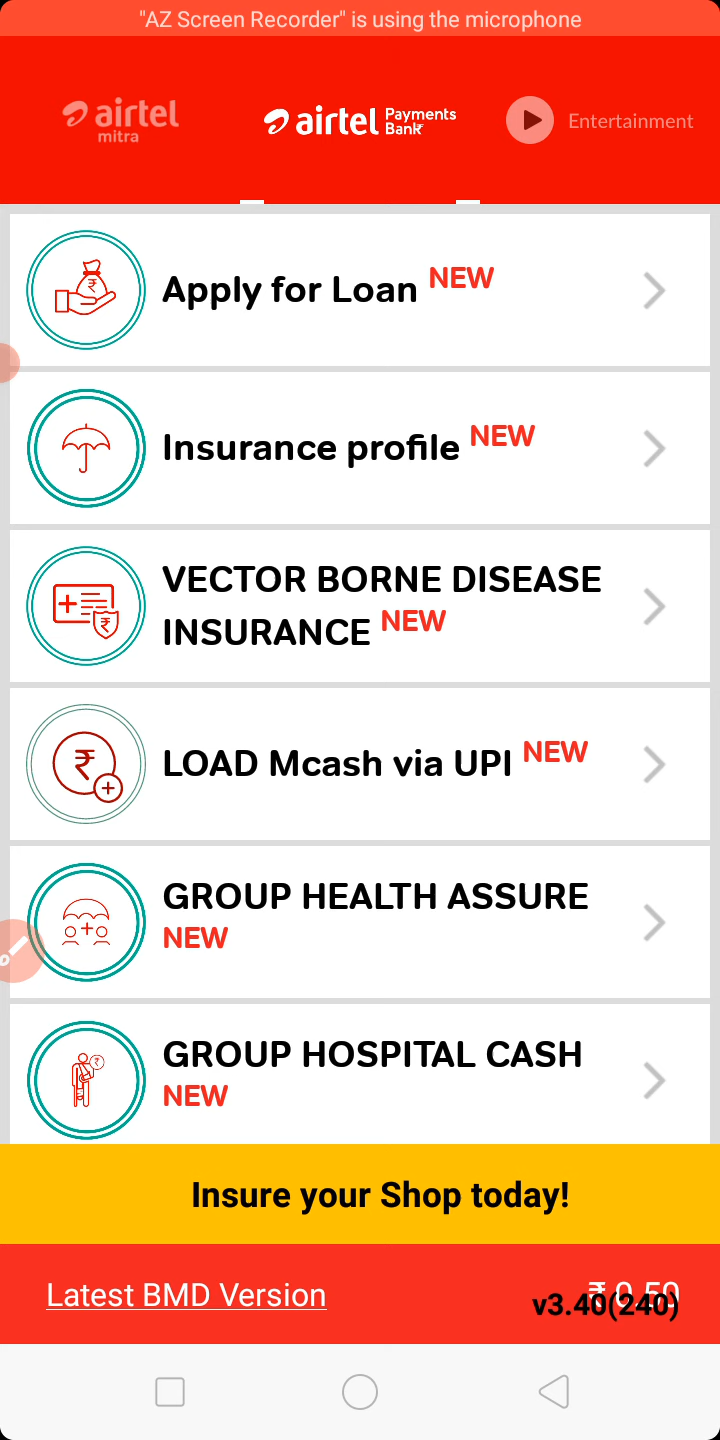 "AZ Screen Recorder" is using the microphone
airtel mitra
airtel Payments Bank
Entertainment
Apply for Loan NEW
Insurance profile NEW
VECTOR BORNE DISEASE
INSURANCE NEW
LOAD Mcash via UPI NEW
GROUP HEALTH ASSURE
NEW
GROUP HOSPITAL CASH
NEW
Insure your Shop today!
Latest BMD Version
₹ 0.50
v3.40(240)